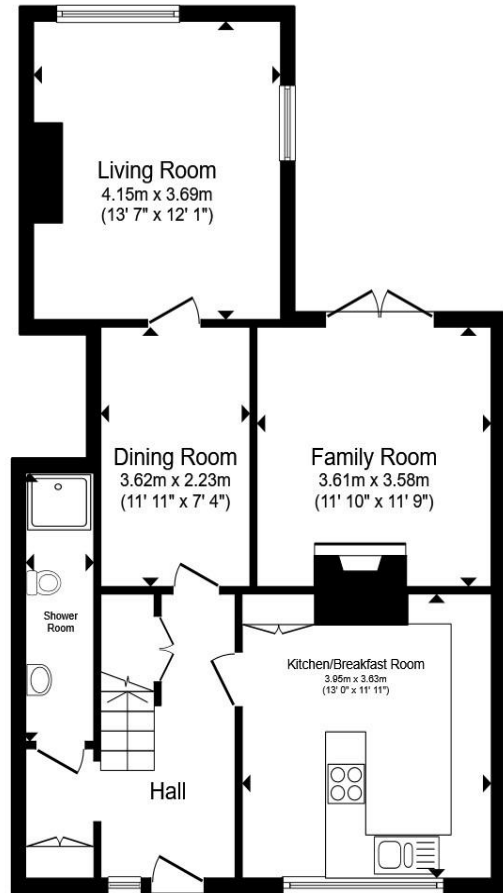 Living Room
4.15m x 3.69m
(13' 7" x 12' 1")
Dining Room
3.62m x 2.23m
(11' 11" x 7' 4")
Family Room
3.61m x 3.58m
(11' 10" x 11' 9")
Shower
Room
Kitchen/Breakfast Room
3.95m x 3.63m
(13' 0" x 11' 11")
Hall